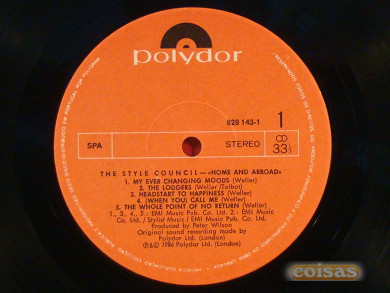 polydor
829 143-1
1
SPA
STEREO
33⅓
THE STYLE COUNCIL — «HOME AND ABROAD»
1. MY EVER CHANGING MOODS (Weller)
2. THE LODGERS (Weller/Talbot)
3. HEADSTART TO HAPPINESS (Weller)
4. (WHEN YOU) CALL ME (Weller)
5. THE WHOLE POINT OF NO RETURN (Weller)
1., 3., 4., 5.: EMI Music Pub. Co. Ltd. 2.: EMI Music Pub.
Co. Ltd. / Stylist Music / EMI Music Pub. Co. Ltd.
Produced by Peter Wilson
Original sound recording made by
Polydor Ltd. (London)
℗&© 1986 Polydor Ltd. (London)
coisas